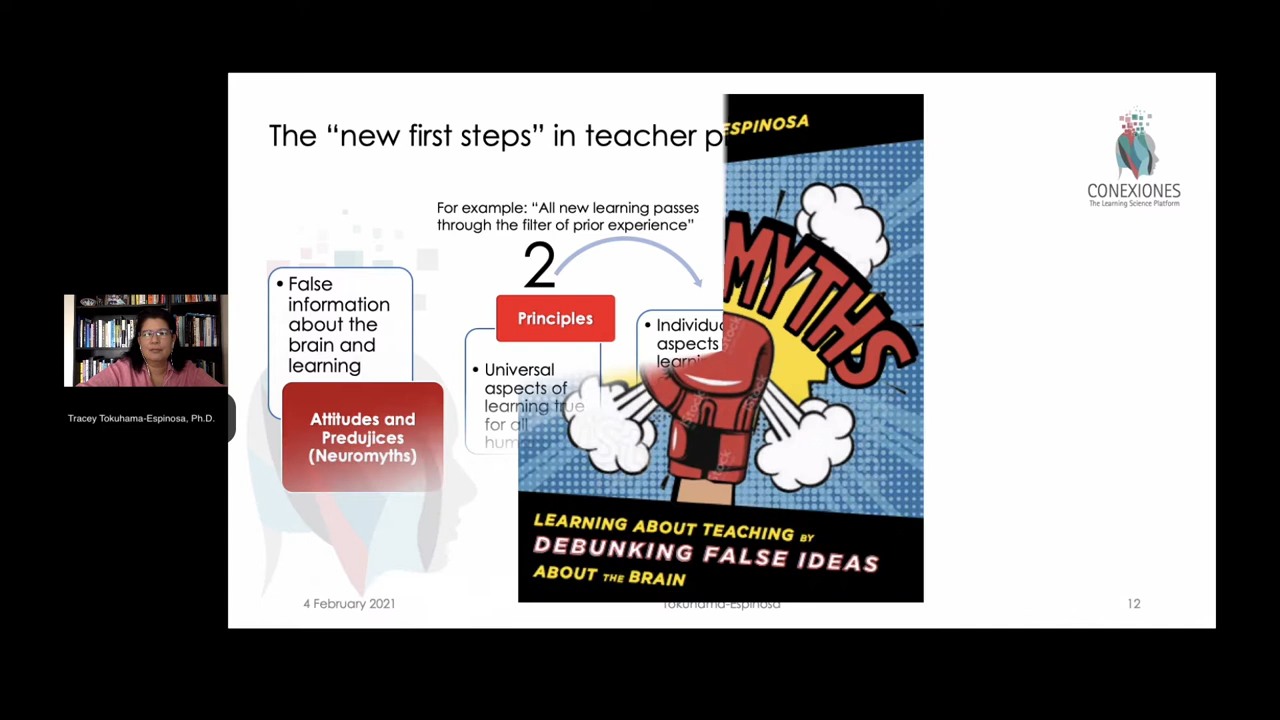 The “new first steps” in teacher p
ESPINOSA
CONEXIONES
The Learning Science Platform
For example: “All new learning passes
through the filter of prior experience”
2
• False
information
about the
brain and
learning
Attitudes and
Predujices
(Neuromyths)
Principles
• Universal
aspects of
learning true
for all
• Individu
aspects
MYTHS
iStock
LEARNING ABOUT TEACHING BY
DEBUNKING FALSE IDEAS
ABOUT THE BRAIN
Tracey Tokuhama-Espinosa, Ph.D.
4 February 2021
Tokuhama-Espinosa
12